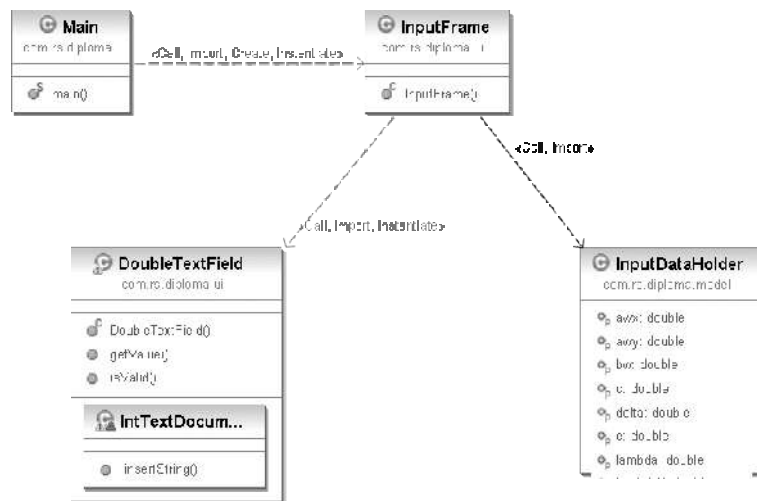 Main
com.rs.diploma
main()
«Call, Import, Create, Instantiate»
InputFrame
com.rs.diploma.ui
InputFrame()
«Call, Import»
«Call, Import, Instantiate»
DoubleTextField
com.rs.diploma.ui
DoubleTextField()
getValue()
isValid()
IntTextDocum...
insertString()
InputDataHolder
com.rs.diploma.model
awx: double
awy: double
double
double
delta: double
double
lambda: double